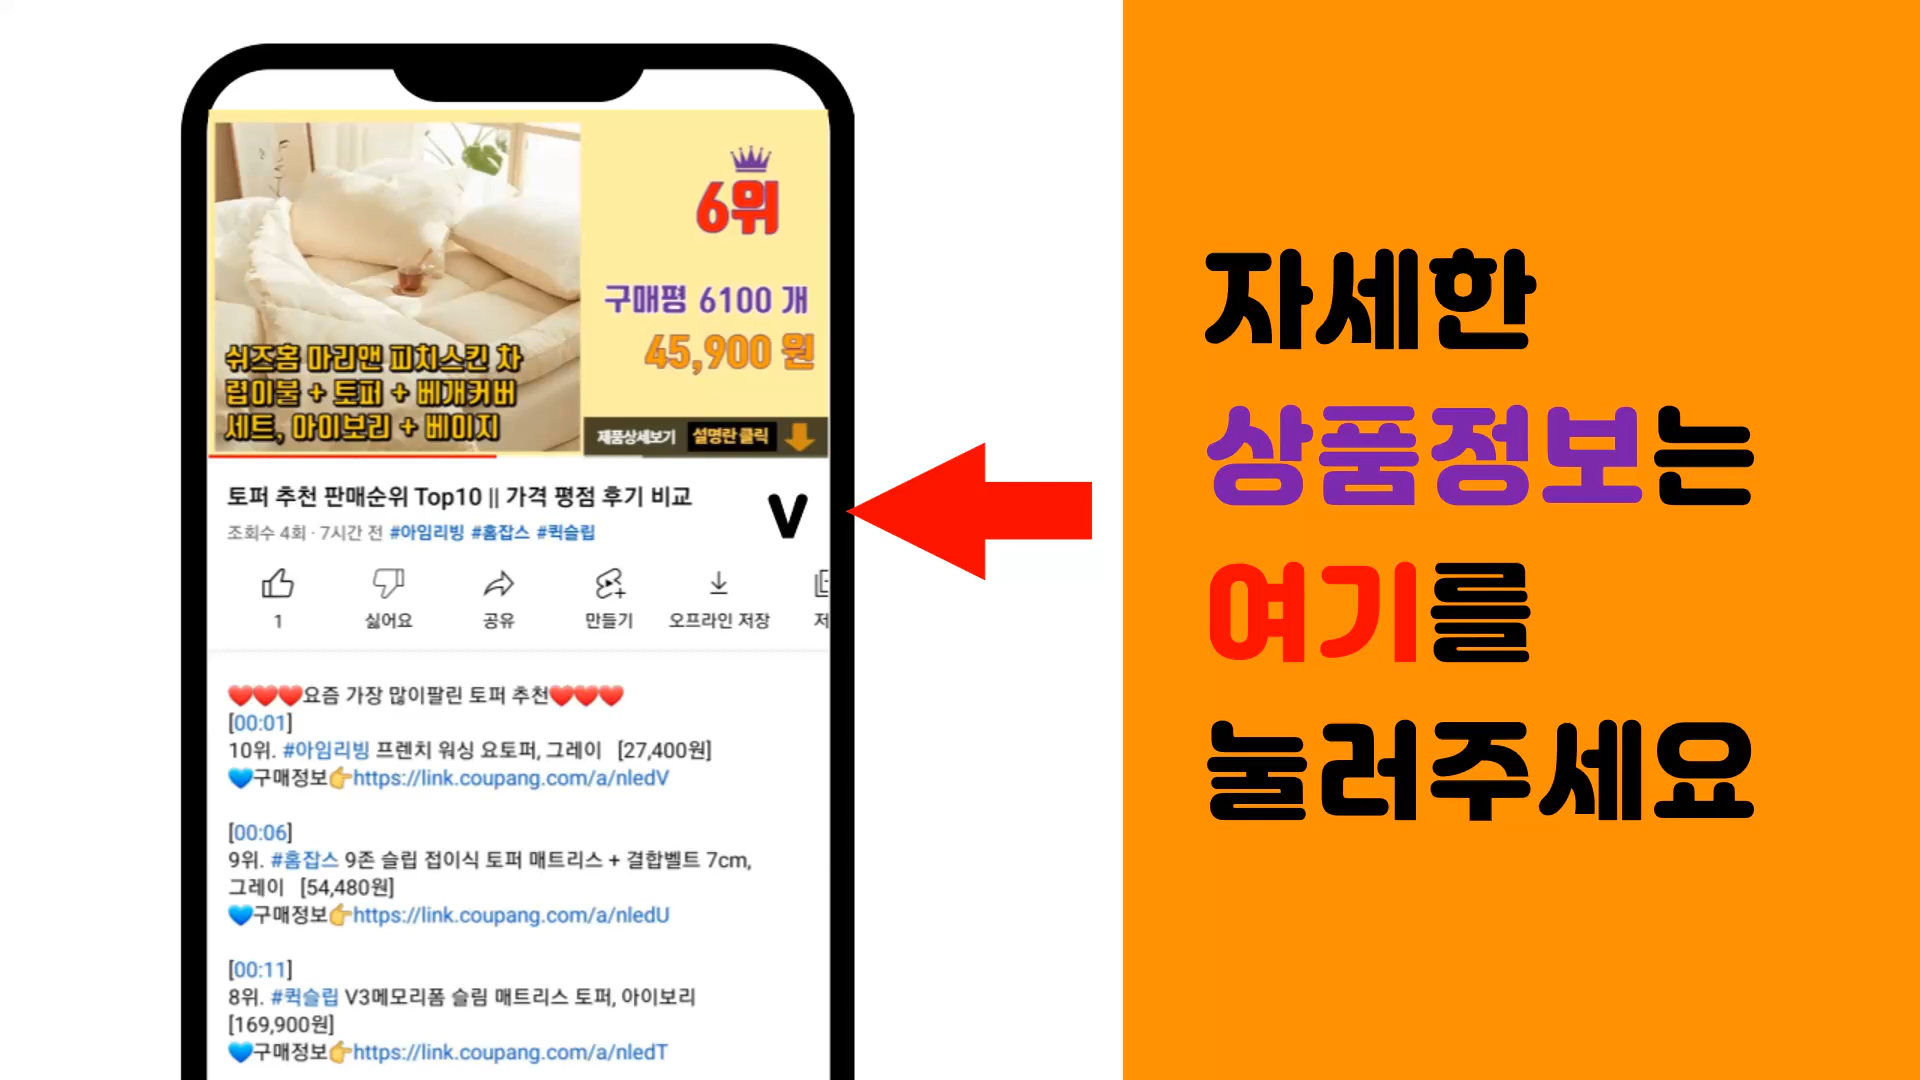 6위
구매평 6100 개
45,900 원
쉬즈홈 마리앤 피치스킨 차
렵이불 + 토퍼 + 베개커버
세트, 아이보리 + 베이지
제품상세보기 설명란 클릭
토퍼 추천 판매순위 Top10 || 가격 평점 후기 비교
V
조회수 4회 · 7시간 전 #아임리빙 #홈잡스 #퀵슬립
1 싫어요 공유 만들기 오프라인 저장 저
❤❤❤요즘 가장 많이팔린 토퍼 추천❤❤❤
[00:01]
10위. #아임리빙 프렌치 워싱 요토퍼, 그레이 [27,400원]
💙구매정보👉https://link.coupang.com/a/nledV
[00:06]
9위. #홈잡스 9존 슬립 접이식 토퍼 매트리스 + 결합벨트 7cm,
그레이 [54,480원]
💙구매정보👉https://link.coupang.com/a/nledU
[00:11]
8위. #퀵슬립 V3메모리폼 슬림 매트리스 토퍼, 아이보리
[169,900원]
💙구매정보👉https://link.coupang.com/a/nledT
자세한
상품정보는
여기를
눌러주세요